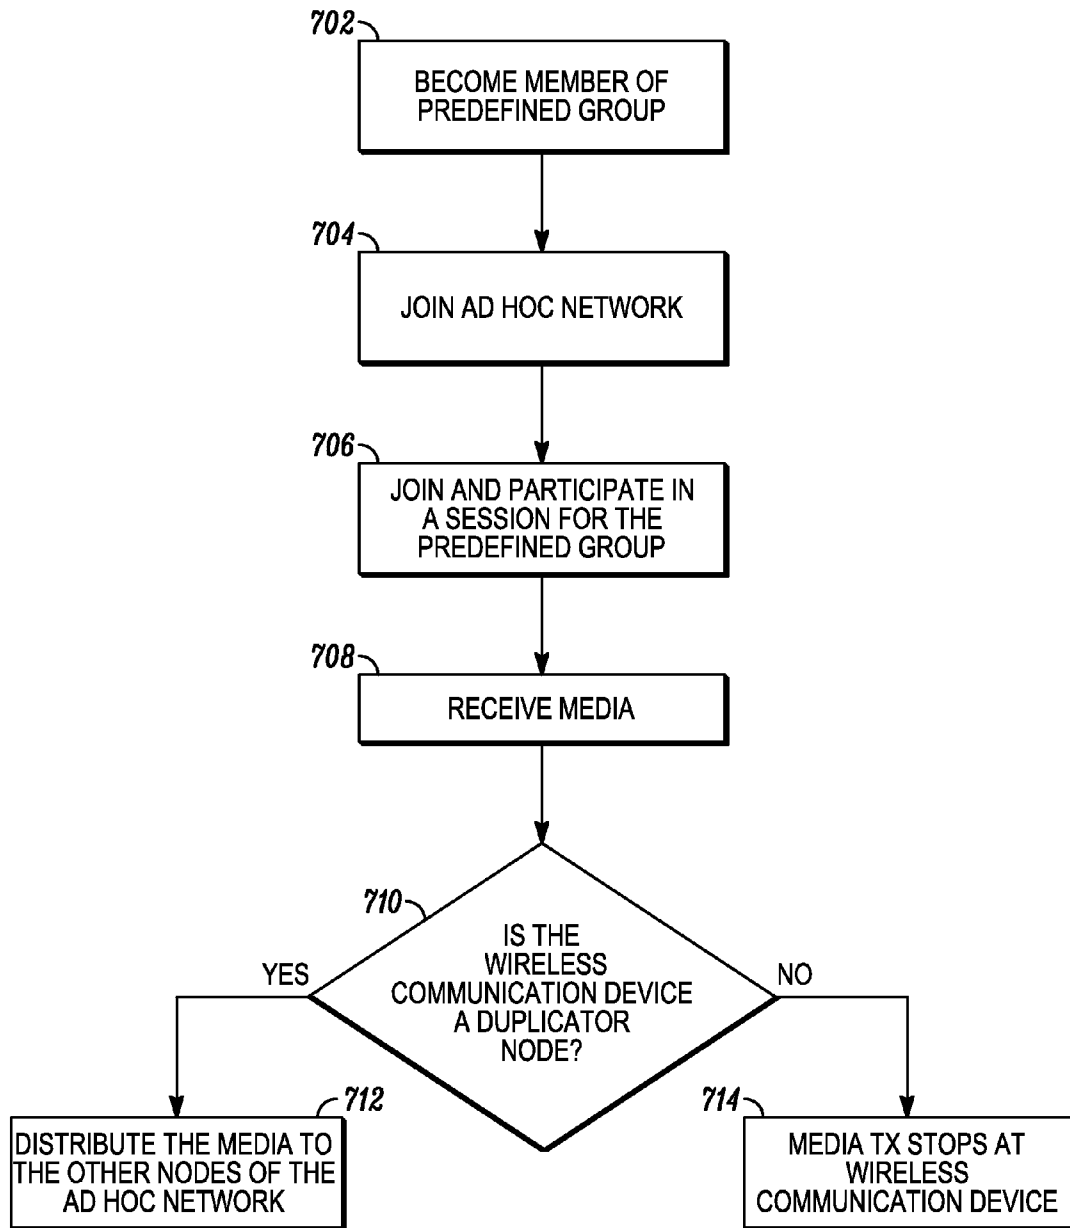 702
BECOME MEMBER OF
PREDEFINED GROUP
704
JOIN AD HOC NETWORK
706
JOIN AND PARTICIPATE IN
A SESSION FOR THE
PREDEFINED GROUP
708
RECEIVE MEDIA
710
IS THE
WIRELESS
COMMUNICATION DEVICE
A DUPLICATOR
NODE?
YES
NO
712
DISTRIBUTE THE MEDIA TO
THE OTHER NODES OF THE
AD HOC NETWORK
714
MEDIA TX STOPS AT
WIRELESS
COMMUNICATION DEVICE